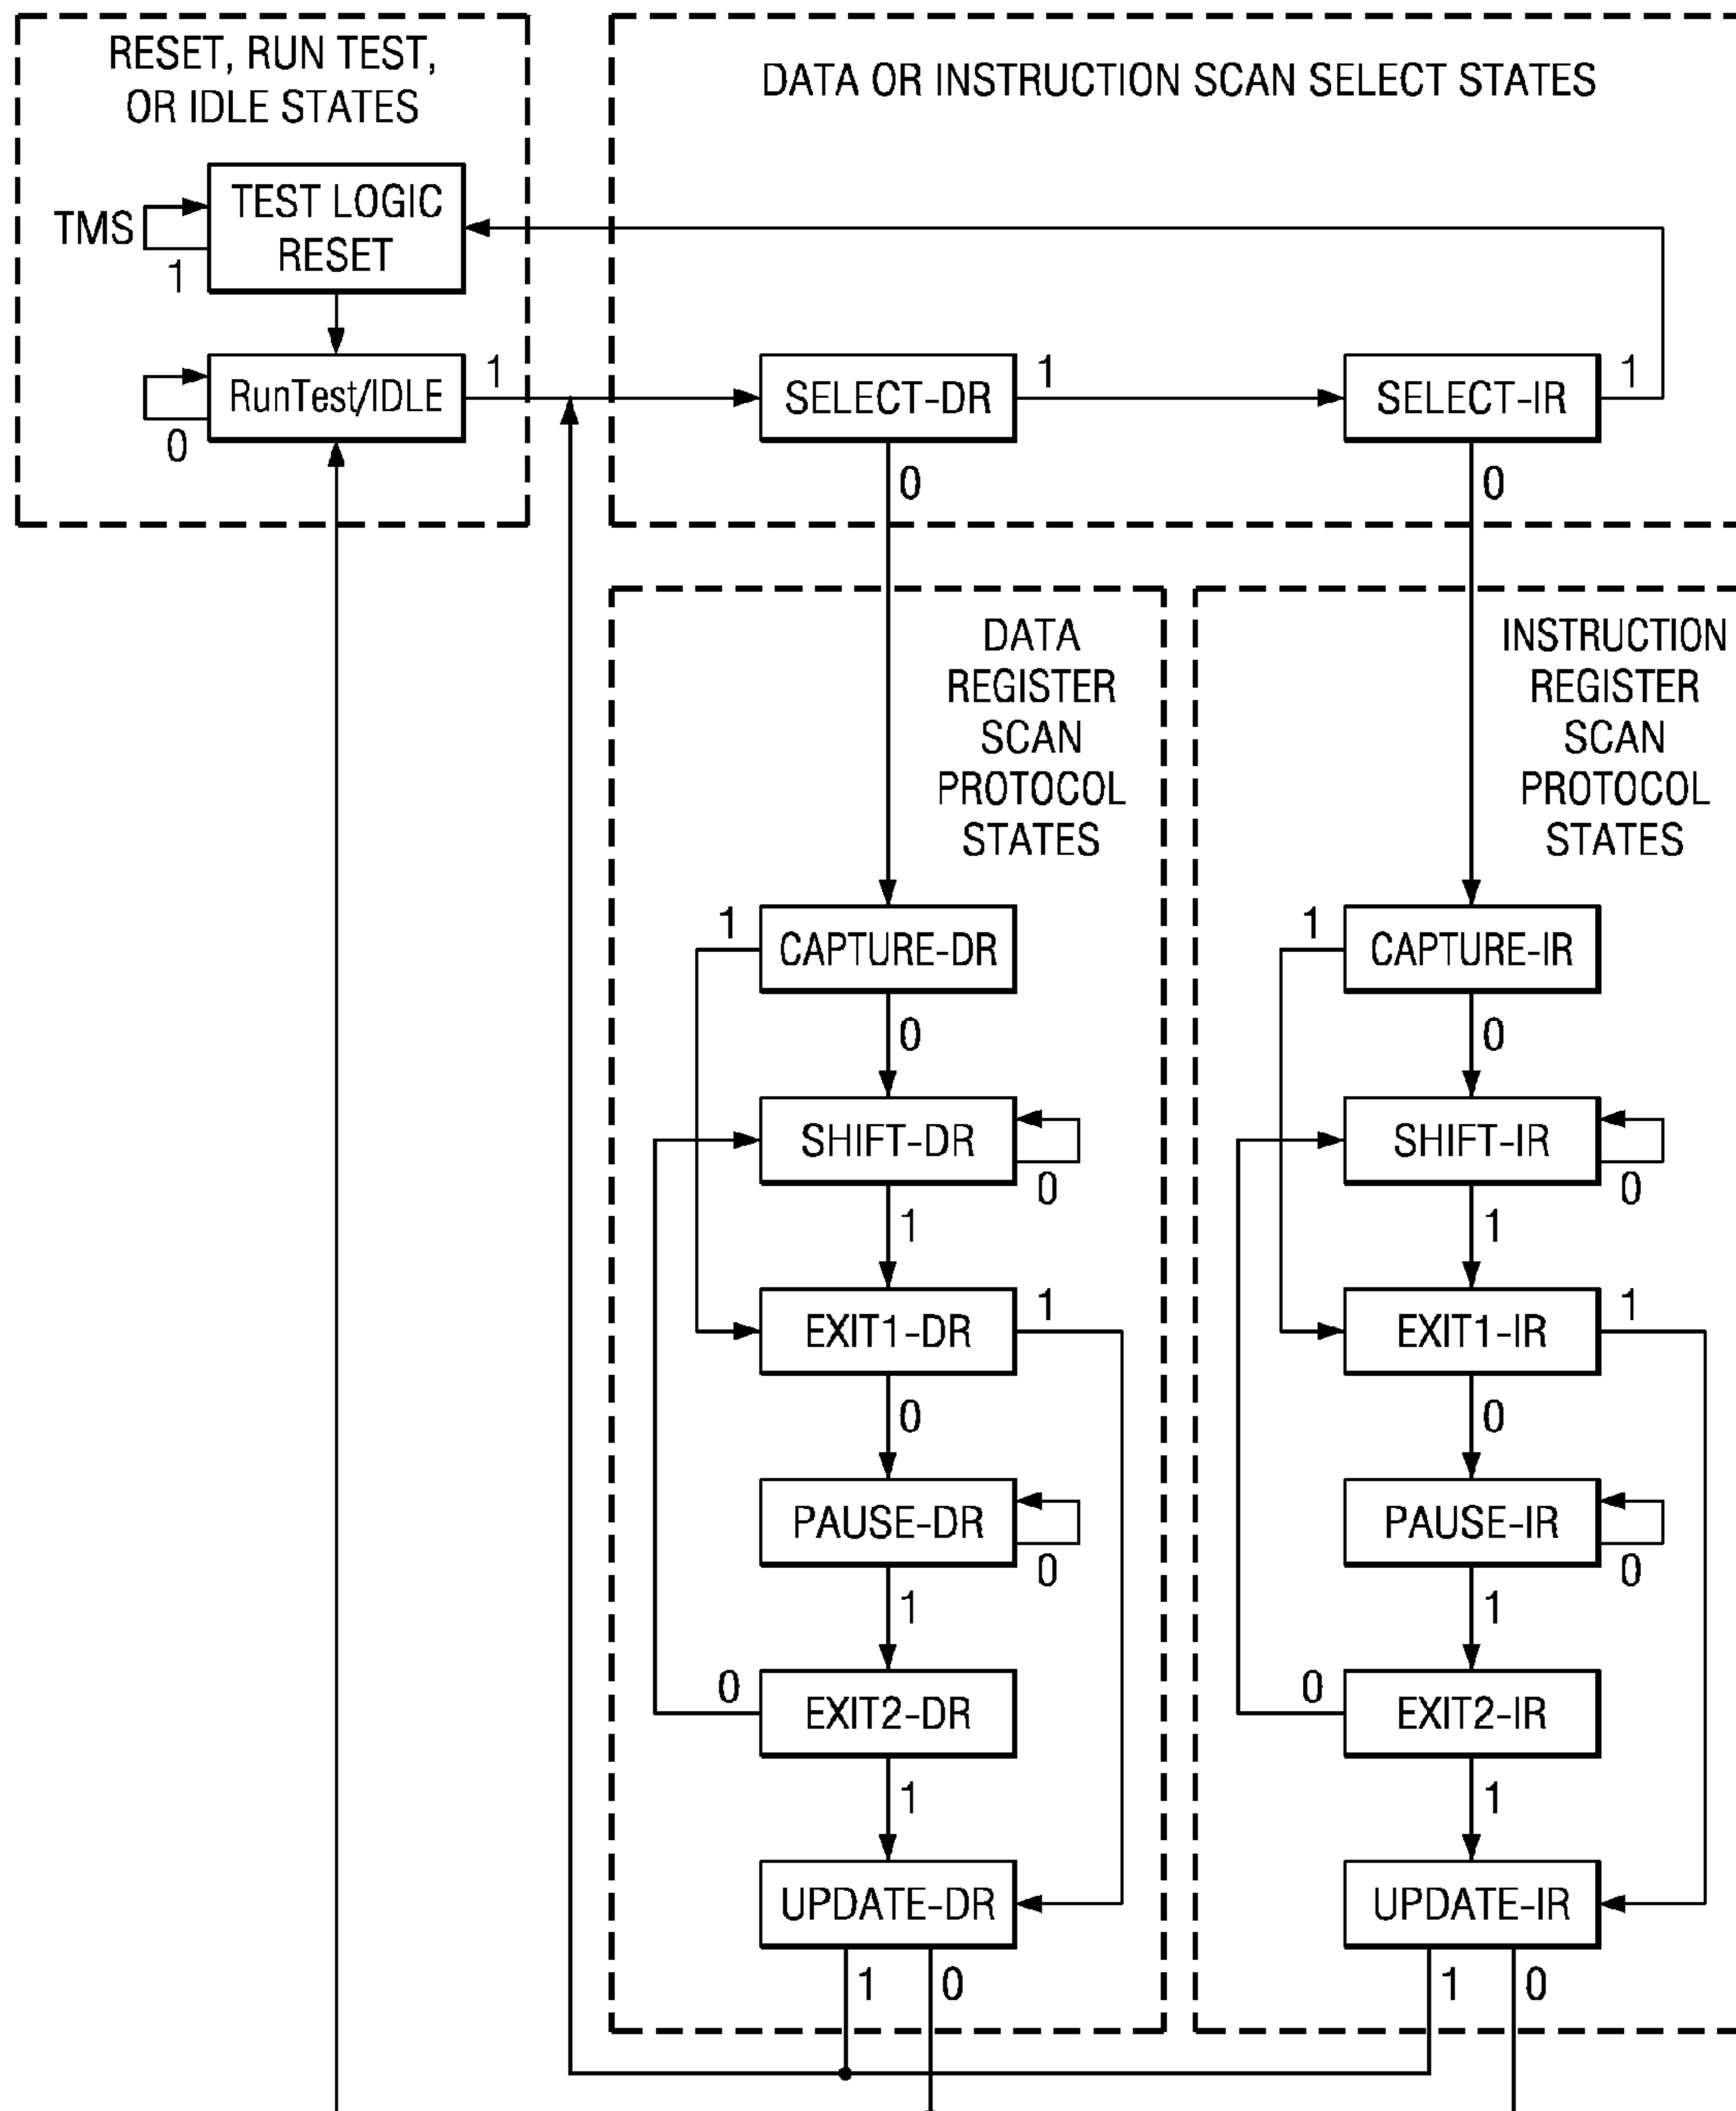 RESET, RUN TEST,
OR IDLE STATES
DATA OR INSTRUCTION SCAN SELECT STATES
TEST LOGIC
RESET
TMS
1
RunTest/IDLE
1
0
SELECT-DR
1
SELECT-IR
1
0
0
DATA
REGISTER
SCAN
PROTOCOL
STATES
INSTRUCTION
REGISTER
SCAN
PROTOCOL
STATES
1
CAPTURE-DR
0
SHIFT-DR
0
1
EXIT1-DR
1
0
PAUSE-DR
0
1
0
EXIT2-DR
1
UPDATE-DR
1
0
1
CAPTURE-IR
0
SHIFT-IR
0
1
EXIT1-IR
1
0
PAUSE-IR
0
1
0
EXIT2-IR
1
UPDATE-IR
1
0